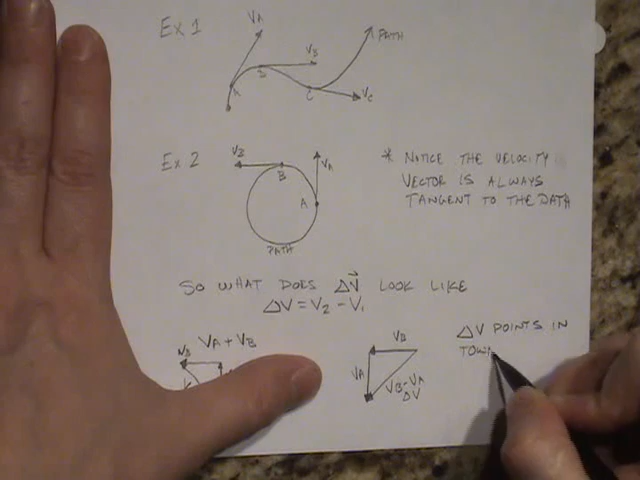 Ex 1
VA
VB
PATH
B
A
C
VC
Ex 2
VB
VA
B
A
PATH
* NOTICE THE VELOCITY
VECTOR IS ALWAYS
TANGENT TO THE PATH
SO WHAT DOES ΔV⃗ LOOK LIKE
ΔV = V2 - V1
VA + VB
VB
VB
VA
VB - VA
ΔV
ΔV POINTS IN
TOWA